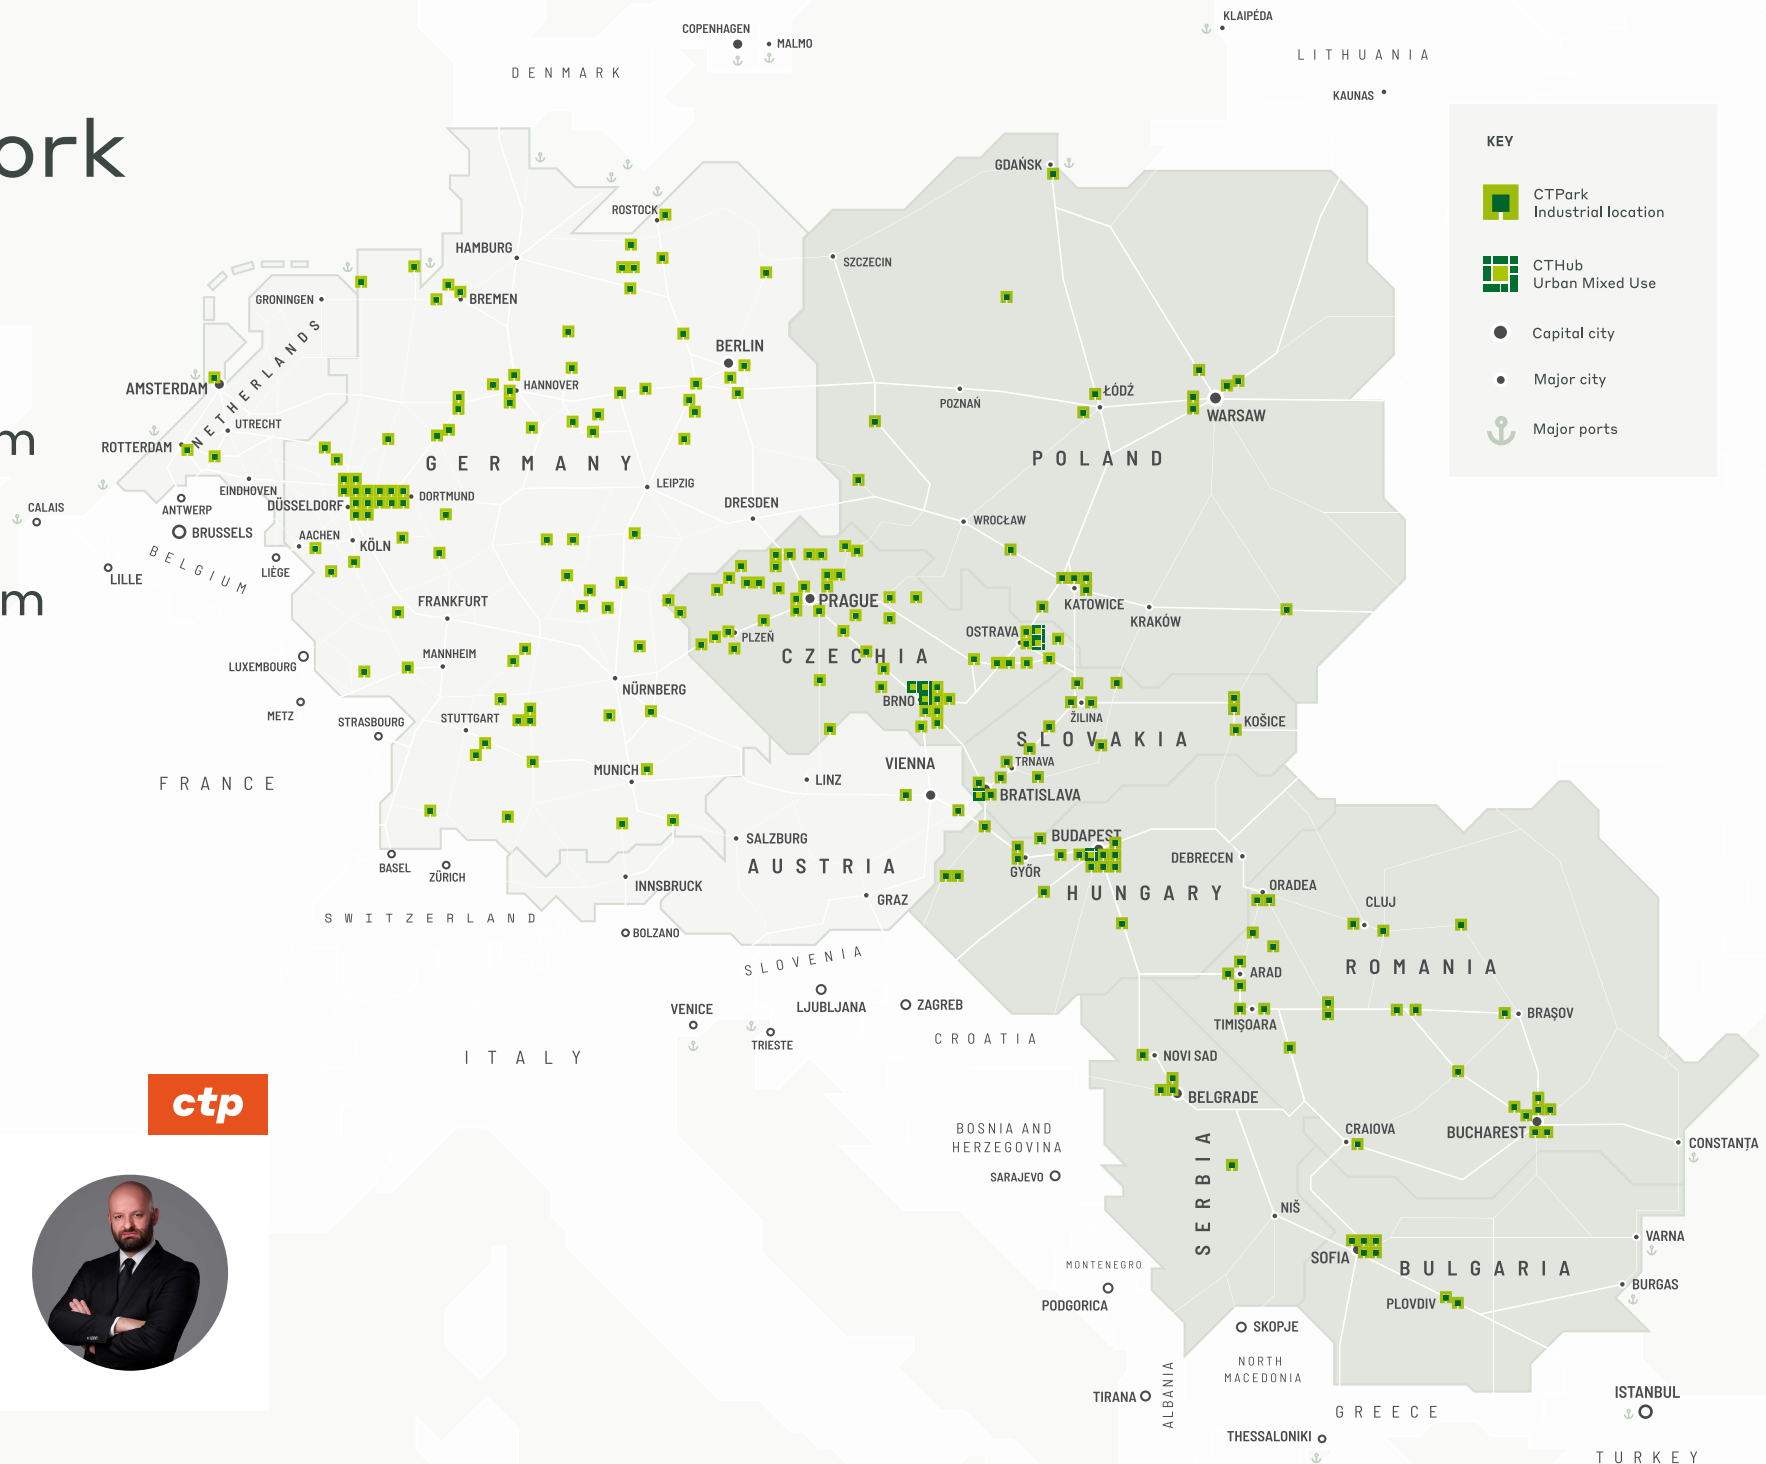 ork
m
m
KEY
CTPark
Industrial location
CTHub
Urban Mixed Use
Capital city
Major city
Major ports
KLAIPÉDA
COPENHAGEN
MALMO
LITHUANIA
DENMARK
KAUNAS
GDAŃSK
ROSTOCK
HAMBURG
SZCZECIN
GRONINGEN
BREMEN
NETHERLANDS
BERLIN
AMSTERDAM
HANNOVER
ŁÓDŹ
POZNAŃ
WARSAW
UTRECHT
ROTTERDAM
GERMANY
POLAND
EINDHOVEN
LEIPZIG
DORTMUND
DÜSSELDORF
ANTWERP
CALAIS
DRESDEN
WROCŁAW
BRUSSELS
AACHEN
KÖLN
BELGIUM
LIÈGE
LILLE
FRANKFURT
PRAGUE
KATOWICE
KRAKÓW
OSTRAVA
PLZEŇ
CZECHIA
MANNHEIM
LUXEMBOURG
NÜRNBERG
BRNO
METZ
STRASBOURG
STUTTGART
ŽILINA
KOŠICE
SLOVAKIA
VIENNA
TRNAVA
MUNICH
LINZ
FRANCE
BRATISLAVA
SALZBURG
BUDAPEST
DEBRECEN
BASEL
ZÜRICH
AUSTRIA
GYŐR
INNSBRUCK
HUNGARY
ORADEA
GRAZ
CLUJ
SWITZERLAND
BOLZANO
SLOVENIA
ROMANIA
ARAD
LJUBLJANA
ZAGREB
VENICE
BRAȘOV
TIMIȘOARA
TRIESTE
CROATIA
ITALY
NOVI SAD
BELGRADE
ctp
BOSNIA AND
HERZEGOVINA
CRAIOVA
BUCHAREST
CONSTANȚA
SARAJEVO
SERBIA
NIŠ
VARNA
SOFIA
BULGARIA
MONTENEGRO
BURGAS
PODGORICA
PLOVDIV
SKOPJE
NORTH
MACEDONIA
TIRANA
ALBANIA
ISTANBUL
GREECE
THESSALONIKI
TURKEY